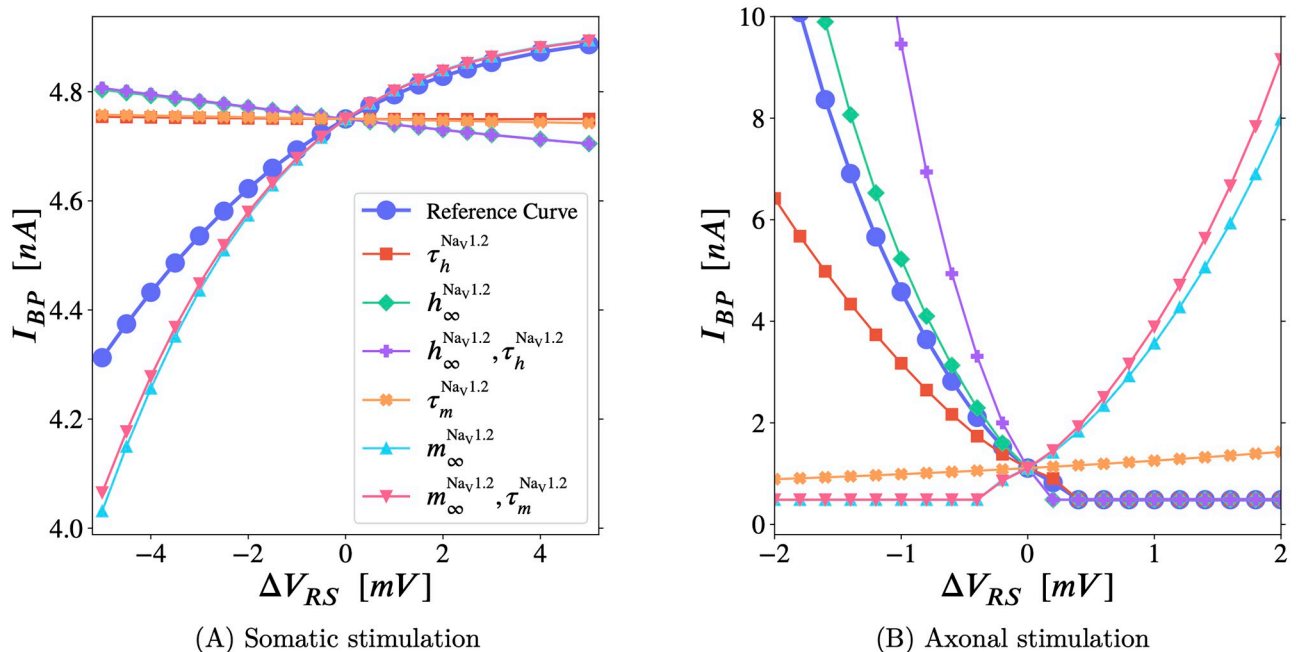 4.8
4.6
4.4
4.2
4.0
I_BP [nA]
−4 −2 0 2 4
ΔV_RS [mV]
Reference Curve
τ_h^{Na_V1.2}
h_∞^{Na_V1.2}
h_∞^{Na_V1.2}, τ_h^{Na_V1.2}
τ_m^{Na_V1.2}
m_∞^{Na_V1.2}
m_∞^{Na_V1.2}, τ_m^{Na_V1.2}
(A) Somatic stimulation
10
8
6
4
2
0
I_BP [nA]
−2 −1 0 1 2
ΔV_RS [mV]
(B) Axonal stimulation